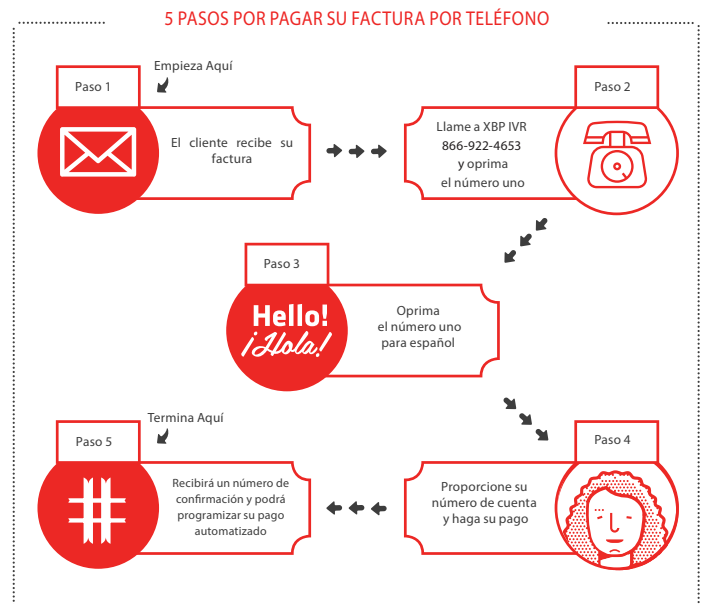 5 PASOS POR PAGAR SU FACTURA POR TELÉFONO
Empieza Aquí
Paso 1
El cliente recibe su
factura
Paso 2
Llame a XBP IVR
866-922-4653
y oprima
el número uno
Paso 3
Hello!
¡Hola!
Oprima
el número uno
para español
Paso 4
Proporcione su
número de cuenta
y haga su pago
Termina Aquí
Paso 5
Recibirá un número de
confirmación y podrá
programizar su pago
automatizado